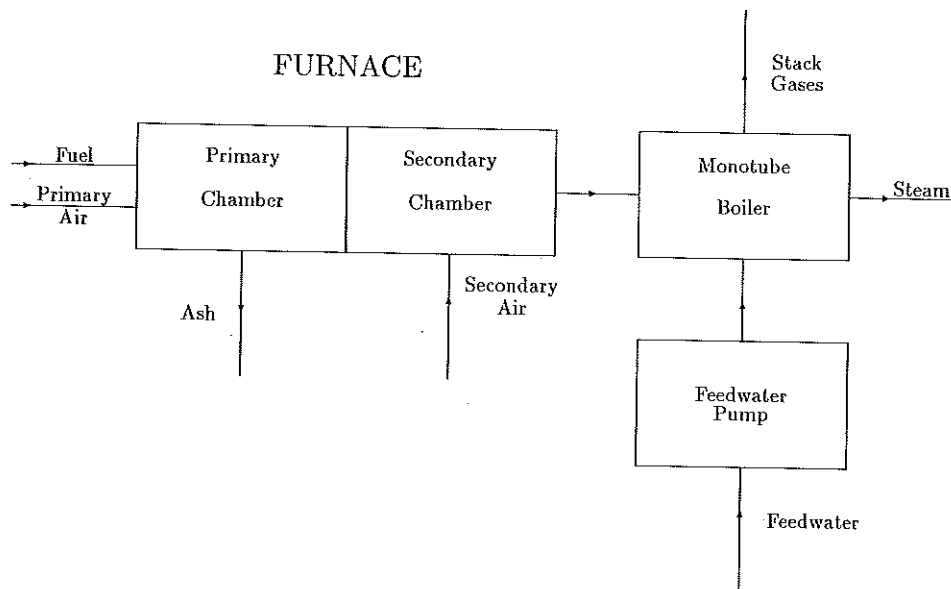 FURNACE
Stack
Gases
Fuel
Primary
Air
Primary
Chamber
Secondary
Chamber
Monotube
Boiler
Steam
Ash
Secondary
Air
Feedwater
Pump
Feedwater